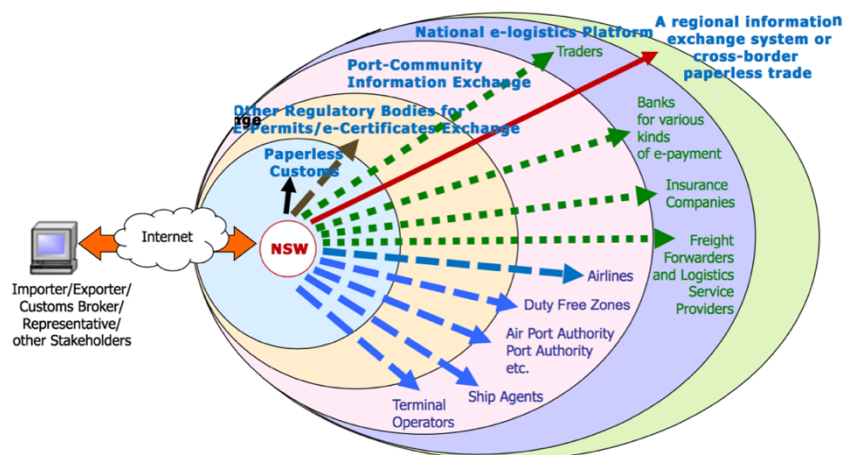 A regional information
exchange system or
cross-border
paperless trade
National e-logistics Platform
Traders
Port-Community
Information Exchange
Banks
for various
kinds
of e-payment
Other Regulatory Bodies for
nge
E-Permits/e-Certificates Exchange
Paperless
Customs
Insurance
Companies
Internet
NSW
Freight
Forwarders
and Logistics
Service
Providers
Airlines
Importer/Exporter/
Customs Broker/
Representative/
other Stakeholders
Duty Free Zones
Air Port Authority
Port Authority
etc.
Ship Agents
Terminal
Operators